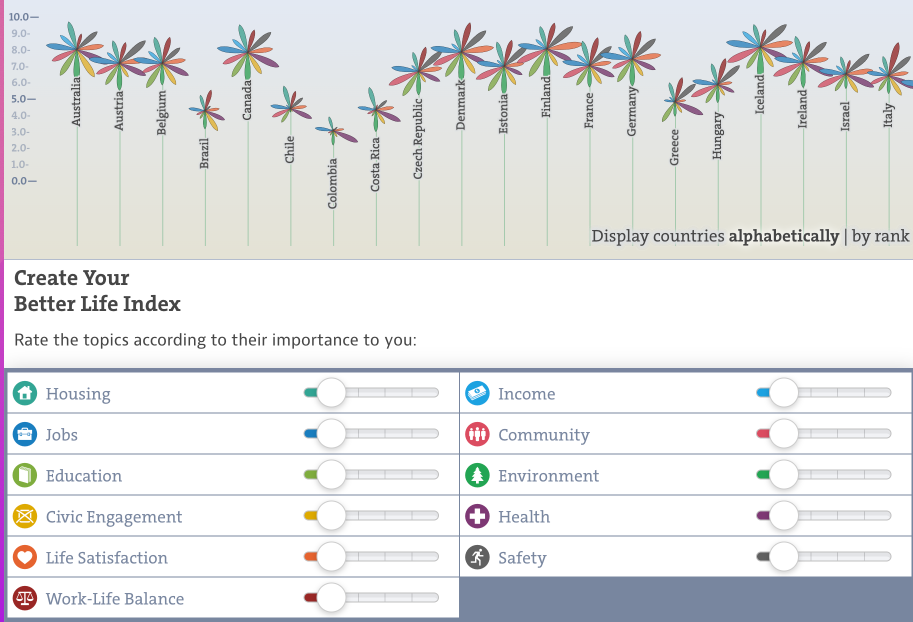 10.0
9.0-
8.0-
7.0-
6.0-
5.0
4.0-
3.0-
2.0-
1.0-
0.0
Australia
Austria
Belgium
Brazil
Canada
Chile
Colombia
Costa Rica
Czech Republic
Denmark
Estonia
Finland
France
Germany
Greece
Hungary
Iceland
Ireland
Israel
Italy
Display countries alphabetically | by rank
Create Your
Better Life Index
Rate the topics according to their importance to you:
Housing
Income
Jobs
Community
Education
Environment
Civic Engagement
Health
Life Satisfaction
Safety
Work-Life Balance